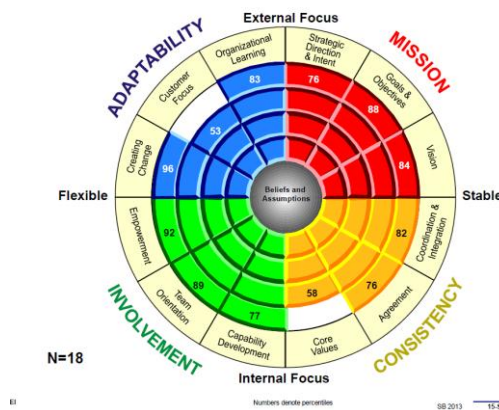 External Focus
ADAPTABILITY
MISSION
Organizational
Learning
Strategic
Direction
& Intent
Customer
Focus
Goals &
Objectives
Creating
Change
Vision
83
76
88
53
96
84
Beliefs and
Assumptions
Flexible
Stable
Empowerment
Coordination &
Integration
92
82
89
76
77
58
Team
Orientation
Agreement
Capability
Development
Core
Values
INVOLVEMENT
CONSISTENCY
N=18
Internal Focus
Numbers denote percentiles
SB 2013